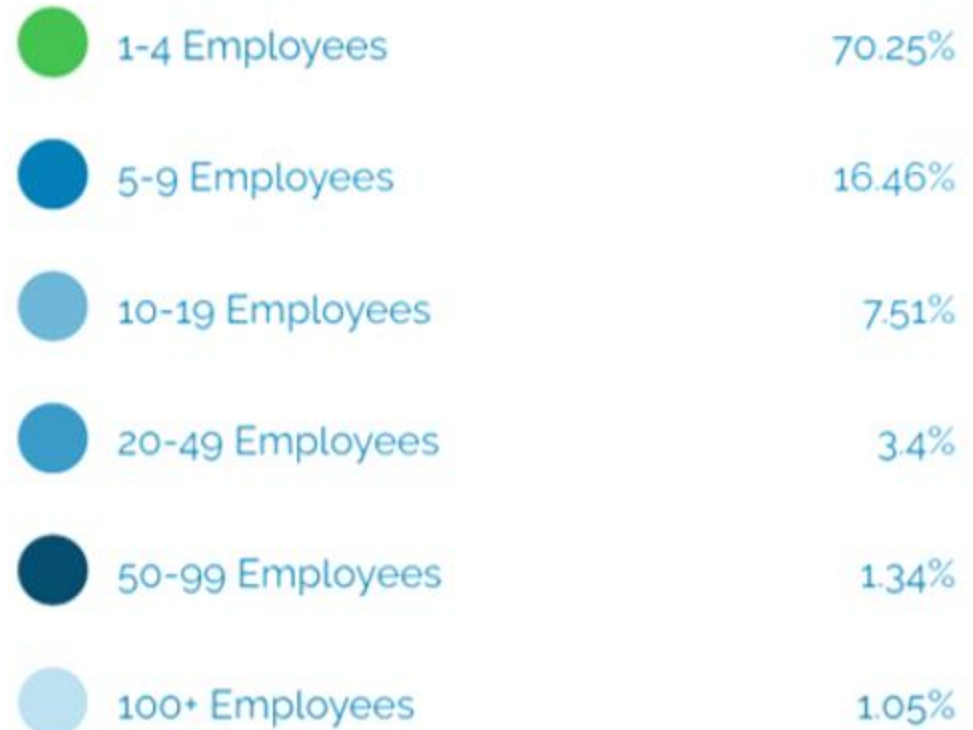 1-4 Employees 70.25%
5-9 Employees 16.46%
10-19 Employees 7.51%
20-49 Employees 3.4%
50-99 Employees 1.34%
100+ Employees 1.05%